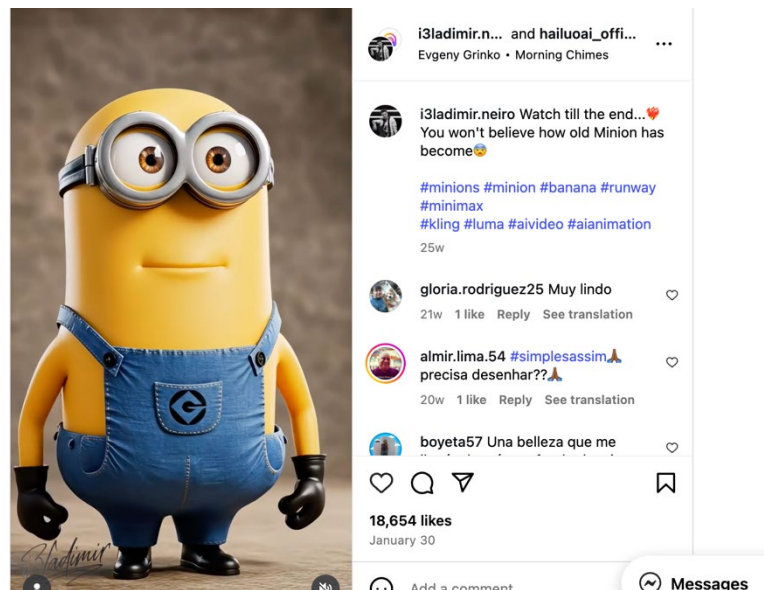 i3ladimir.n... and hailuoai_offi...
Evgeny Grinko • Morning Chimes
i3ladimir.neiro Watch till the end...❤️‍🔥
You won't believe how old Minion has
become😨
#minions #minion #banana #runway
#minimax
#kling #luma #aivideo #aianimation
25w
gloria.rodriguez25 Muy lindo
21w 1 like Reply See translation
almir.lima.54 #simplesassim🙏🏾
precisa desenhar??🙏🏾
20w 1 like Reply See translation
boyeta57 Una belleza que me
18,654 likes
January 30
Add a comment
Messages
i3ladimir